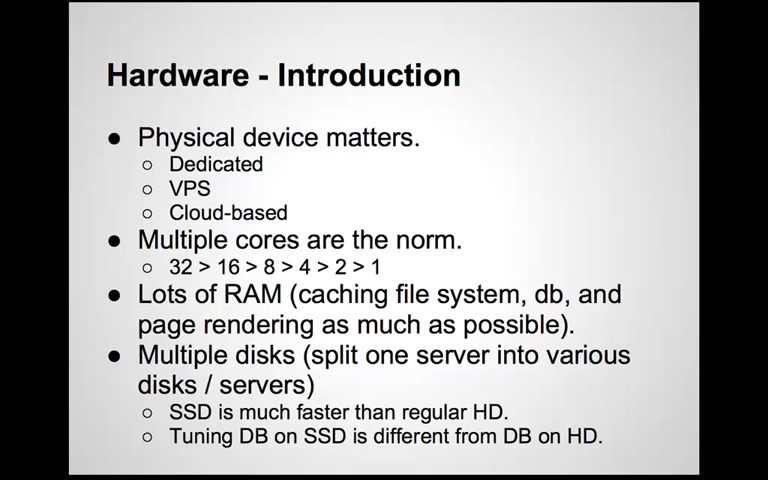 Hardware - Introduction
● Physical device matters.
○ Dedicated
○ VPS
○ Cloud-based
● Multiple cores are the norm.
○ 32 > 16 > 8 > 4 > 2 > 1
● Lots of RAM (caching file system, db, and
page rendering as much as possible).
● Multiple disks (split one server into various
disks / servers)
○ SSD is much faster than regular HD.
○ Tuning DB on SSD is different from DB on HD.